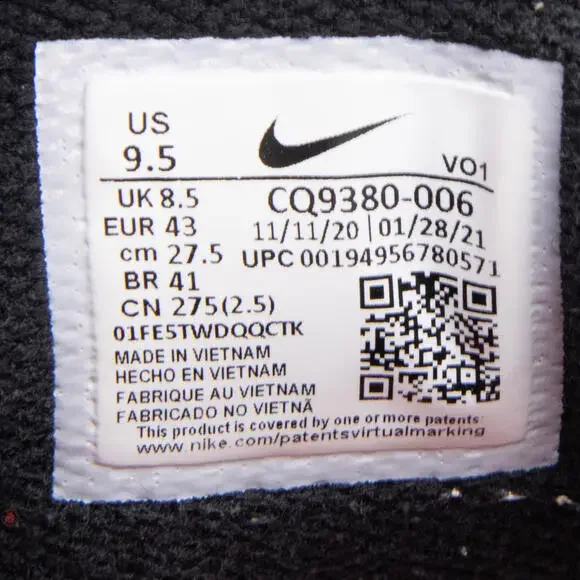 US
9.5
VO1
UK 8.5
CQ9380-006
EUR 43
11/11/20 | 01/28/21
cm 27.5
UPC 00194956780571
BR 41
CN 275(2.5)
01FE5TWDQQCTK
MADE IN VIETNAM
HECHO EN VIETNAM
FABRIQUE AU VIETNAM
FABRICADO NO VIETNÃ
This product is covered by one or more patents:
www.nike.com/patentsvirtualmarking